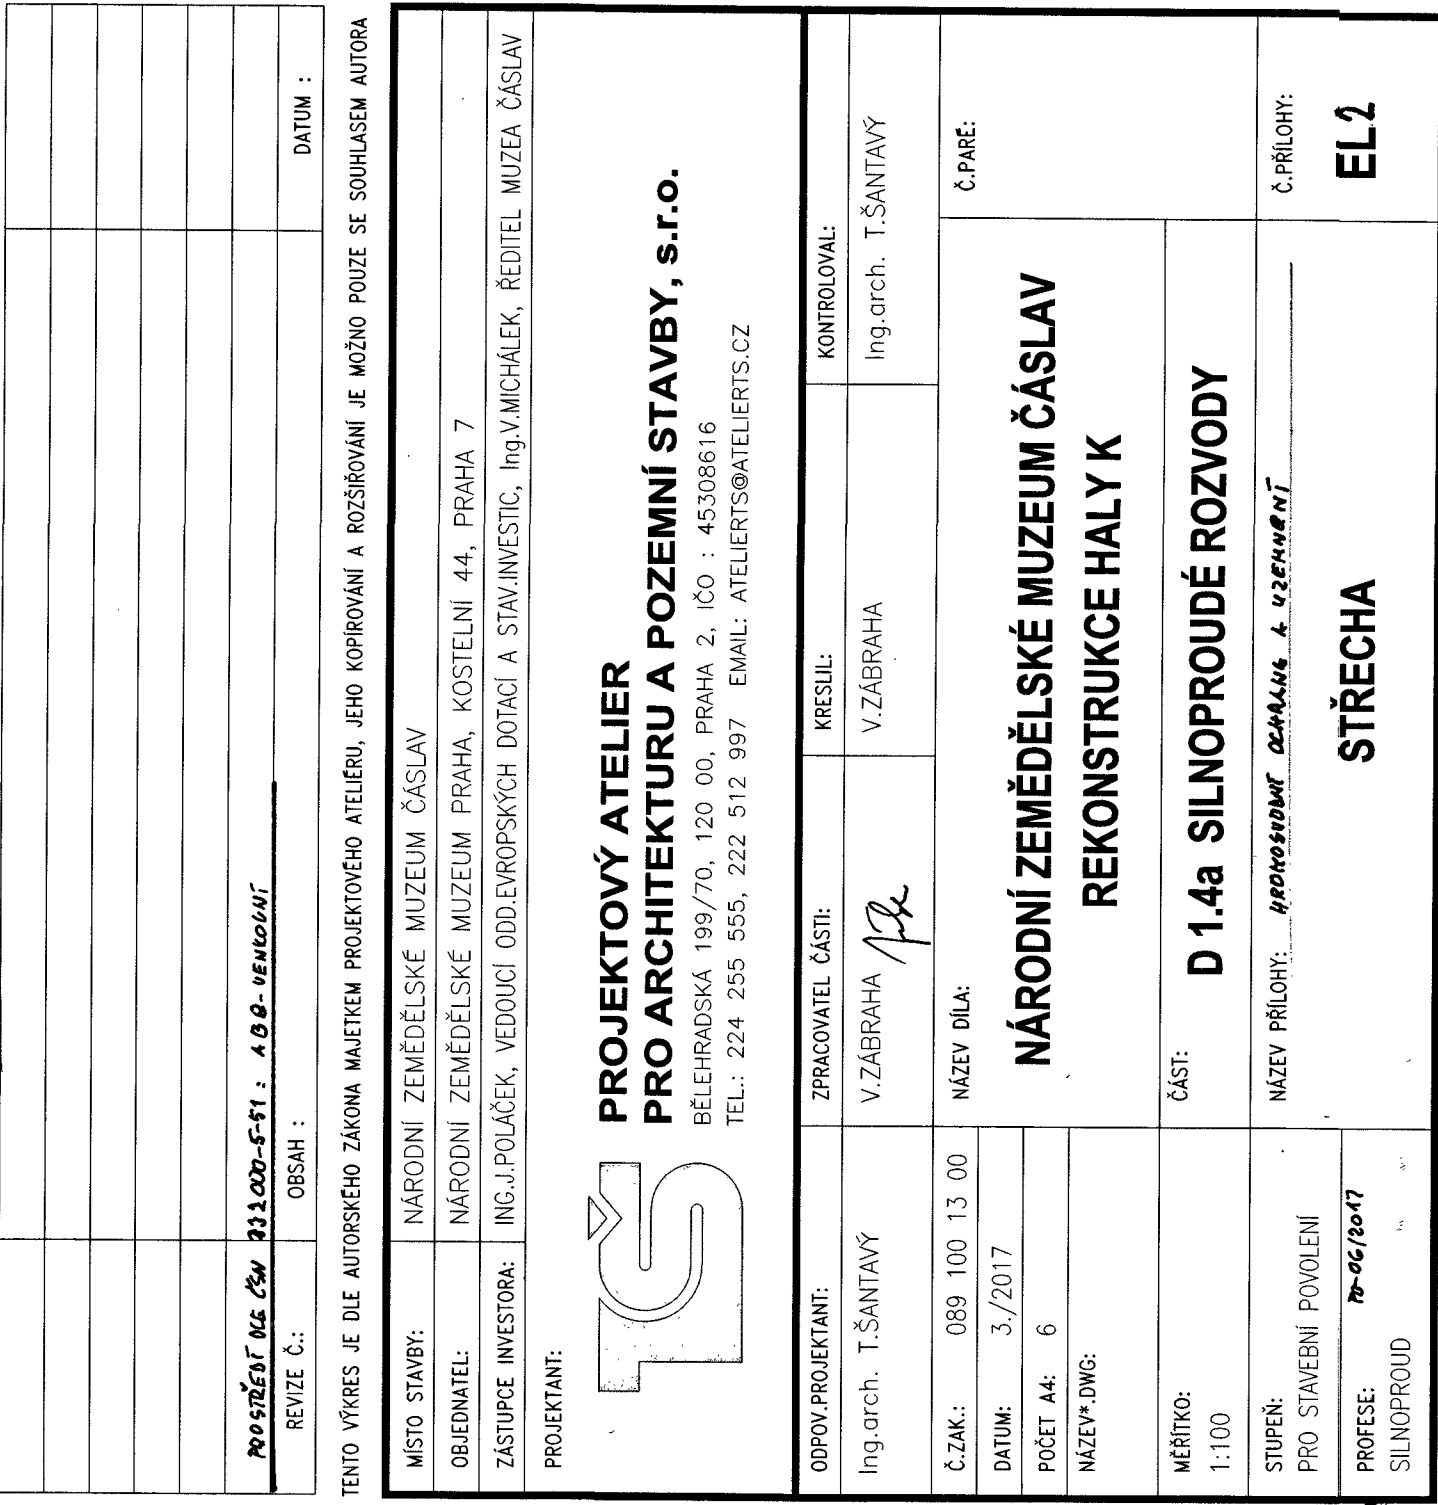 PROSTŘEDÍ DLE ČSN 332000-5-51 : ABB-VENKOVNÍ
REVIZE Č.: OBSAH : DATUM :
TENTO VÝKRES JE DLE AUTORSKÉHO ZÁKONA MAJETKEM PROJEKTOVÉHO ATELIÉRU, JEHO KOPÍROVÁNÍ A ROZŠIŘOVÁNÍ JE MOŽNO POUZE SE SOUHLASEM AUTORA
MÍSTO STAVBY: NÁRODNÍ ZEMĚDĚLSKÉ MUZEUM ČÁSLAV
OBJEDNATEL: NÁRODNÍ ZEMĚDĚLSKÉ MUZEUM PRAHA, KOSTELNÍ 44, PRAHA 7
ZÁSTUPCE INVESTORA: ING.J.POLÁČEK, VEDOUCÍ ODD.EVROPSKÝCH DOTACÍ A STAV.INVESTIC, Ing.V.MICHÁLEK, ŘEDITEL MUZEA ČÁSLAV
PROJEKTANT:
TŠ
PROJEKTOVÝ ATELIER
PRO ARCHITEKTURU A POZEMNÍ STAVBY, s.r.o.
BĚLEHRADSKÁ 199/70, 120 00, PRAHA 2, IČO : 45308616
TEL.: 224 255 555, 222 512 997 EMAIL: ATELIERTS@ATELIERTS.CZ
ODPOV.PROJEKTANT: ZPRACOVATEL ČÁSTI: KRESLIL: KONTROLOVAL:
Ing.arch. T.ŠANTAVÝ V.ZÁBRAHA V.ZÁBRAHA Ing.arch. T.ŠANTAVÝ
Č.ZAK.: 089 100 13 00
DATUM: 3./2017
POČET A4: 6
NÁZEV*.DWG:
NÁZEV DÍLA:
NÁRODNÍ ZEMĚDĚLSKÉ MUZEUM ČÁSLAV
REKONSTRUKCE HALY K
Č.PARÉ:
MĚŘÍTKO:
1:100
ČÁST:
D 1.4a SILNOPROUDÉ ROZVODY
STUPEŇ:
PRO STAVEBNÍ POVOLENÍ
PROFESE: 06/2017
SILNOPROUD
NÁZEV PŘÍLOHY: HROMOSVODNÍ OCHRANA A UZEMNĚNÍ
STŘECHA
Č.PŘÍLOHY:
EL2